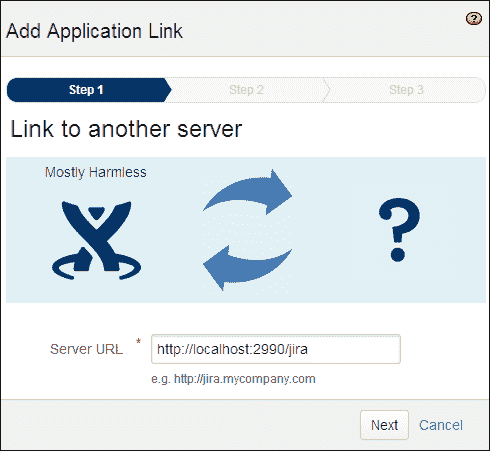 Add Application Link
?
Step 1 Step 2 Step 3
Link to another server
Mostly Harmless
?
Server URL * http://localhost:2990/jira
e.g. http://jira.mycompany.com
Next Cancel